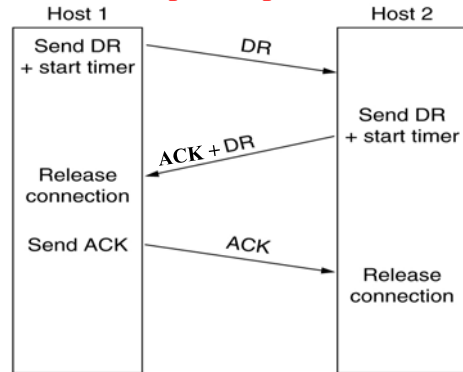 Host 1
Host 2
Send DR
+ start timer
DR
Send DR
+ start timer
ACK + DR
Release
connection
Send ACK
ACK
Release
connection